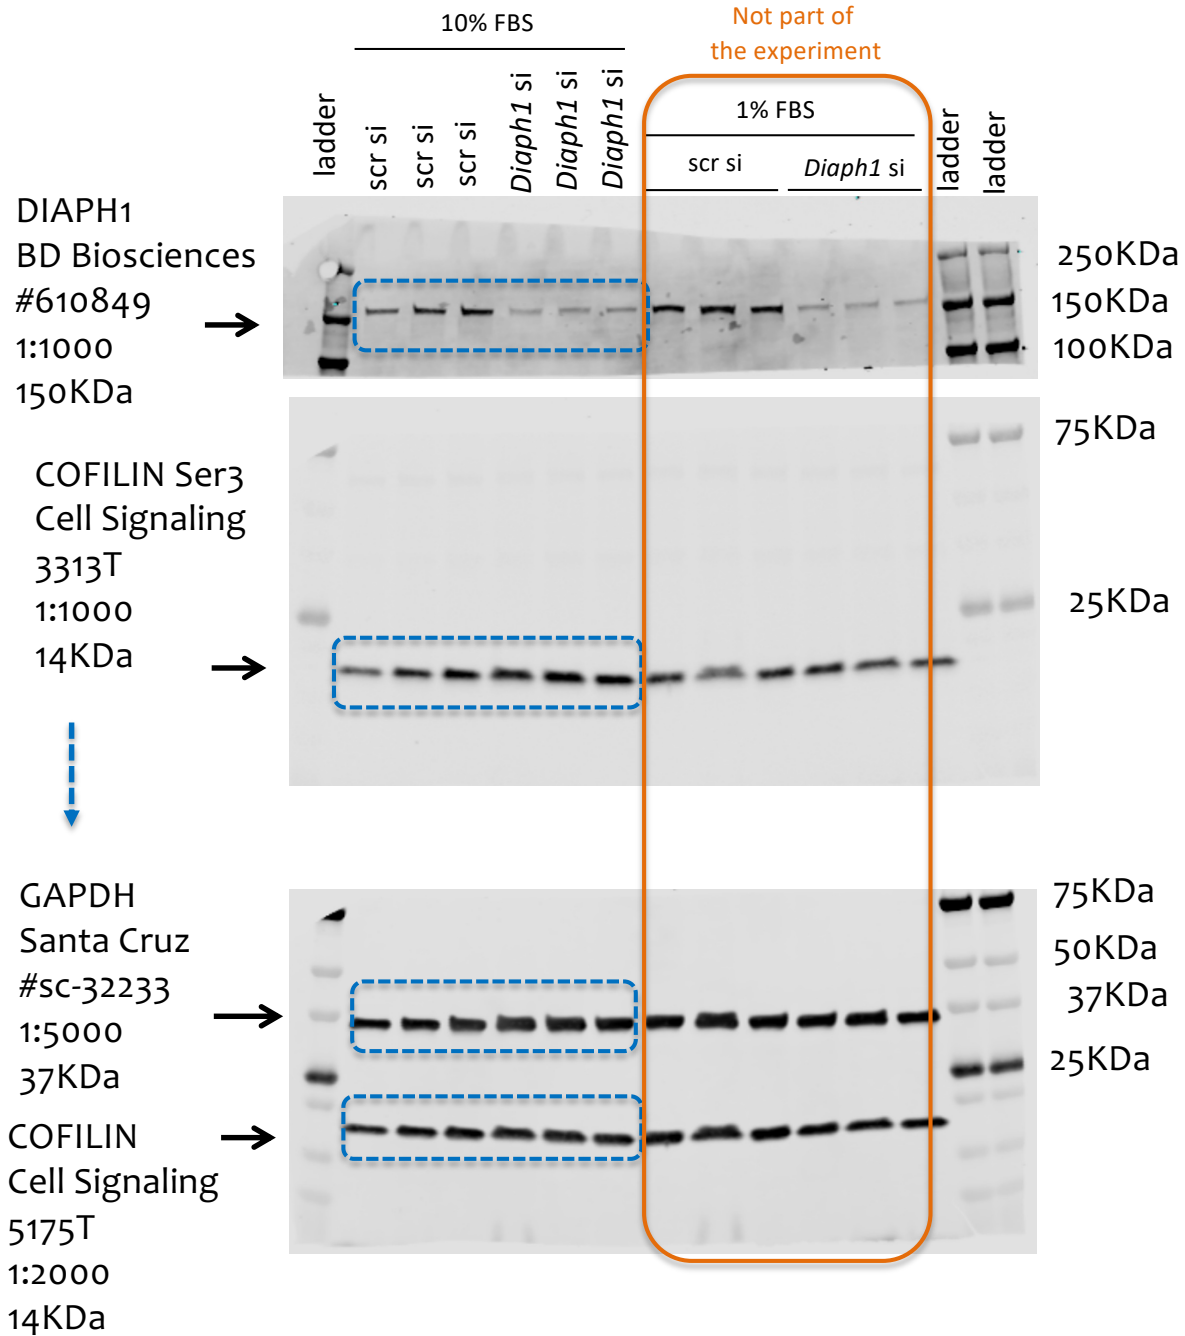 10% FBS
Not part of
the experiment
ladder
scr si
scr si
scr si
Diaph1 si
Diaph1 si
Diaph1 si
1% FBS
scr si
Diaph1 si
ladder
ladder
DIAPH1
BD Biosciences
#610849
1:1000
150KDa
250KDa
150KDa
100KDa
COFILIN Ser3
Cell Signaling
3313T
1:1000
14KDa
75KDa
25KDa
GAPDH
Santa Cruz
#sc-32233
1:5000
37KDa
75KDa
50KDa
37KDa
25KDa
COFILIN
Cell Signaling
5175T
1:2000
14KDa